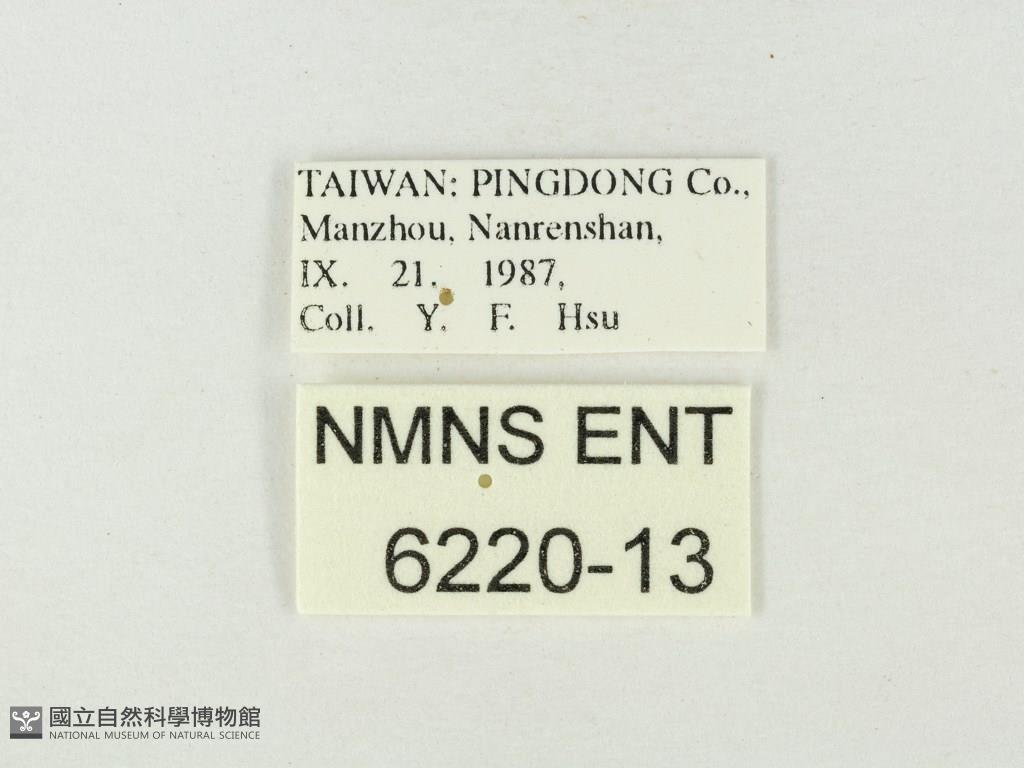 TAIWAN: PINGDONG Co.,
Manzhou, Nanrenshan,
IX. 21. 1987,
Coll. Y. F. Hsu
NMNS ENT
6220-13
國立自然科學博物館
NATIONAL MUSEUM OF NATURAL SCIENCE